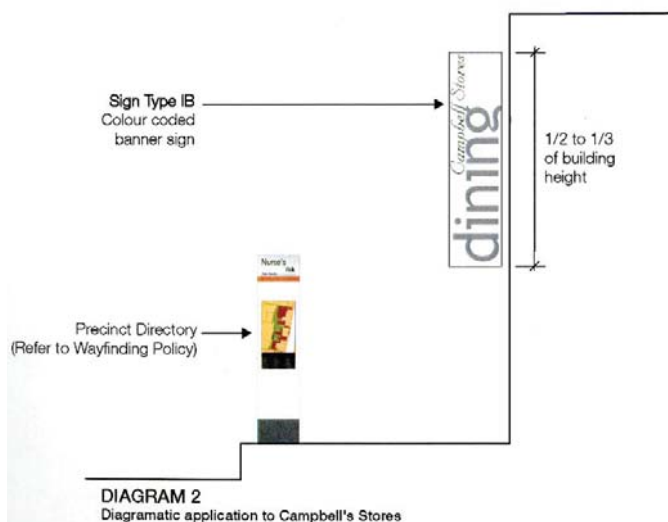 Sign Type IB
Colour coded
banner sign
Campbell Stores
dining
1/2 to 1/3
of building
height
Nurse's
Precinct Directory
(Refer to Wayfinding Policy)
DIAGRAM 2
Diagramatic application to Campbell's Stores